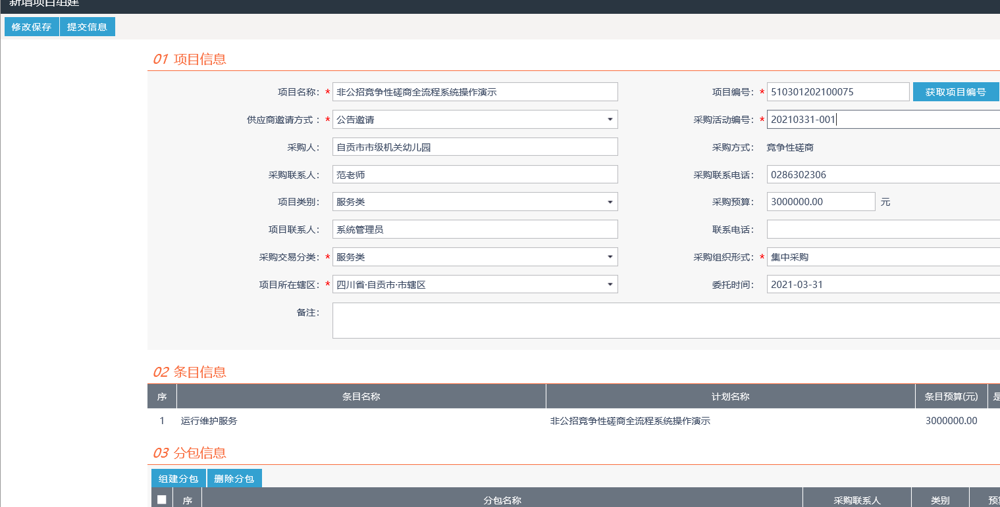 新增项目组建
修改保存 提交信息
01 项目信息
项目名称: * 非公招竞争性磋商全流程系统操作演示 项目编号: * 510301202100075 获取项目编号
供应商邀请方式: * 公告邀请 采购活动编号: * 20210331-001
采购人: 自贡市市级机关幼儿园 采购方式: 竞争性磋商
采购联系人: 范老师 采购联系电话: 0286302306
项目类别: 服务类 采购预算: 3000000.00 元
项目联系人: 系统管理员 联系电话:
采购交易分类: * 服务类 采购组织形式: * 集中采购
项目所在辖区: * 四川省·自贡市·市辖区 委托时间: 2021-03-31
备注:
02 条目信息
序 条目名称 计划名称 条目预算(元) 是
1 运行维护服务 非公招竞争性磋商全流程系统操作演示 3000000.00
03 分包信息
组建分包 删除分包
序 分包名称 采购联系人 类别 预算